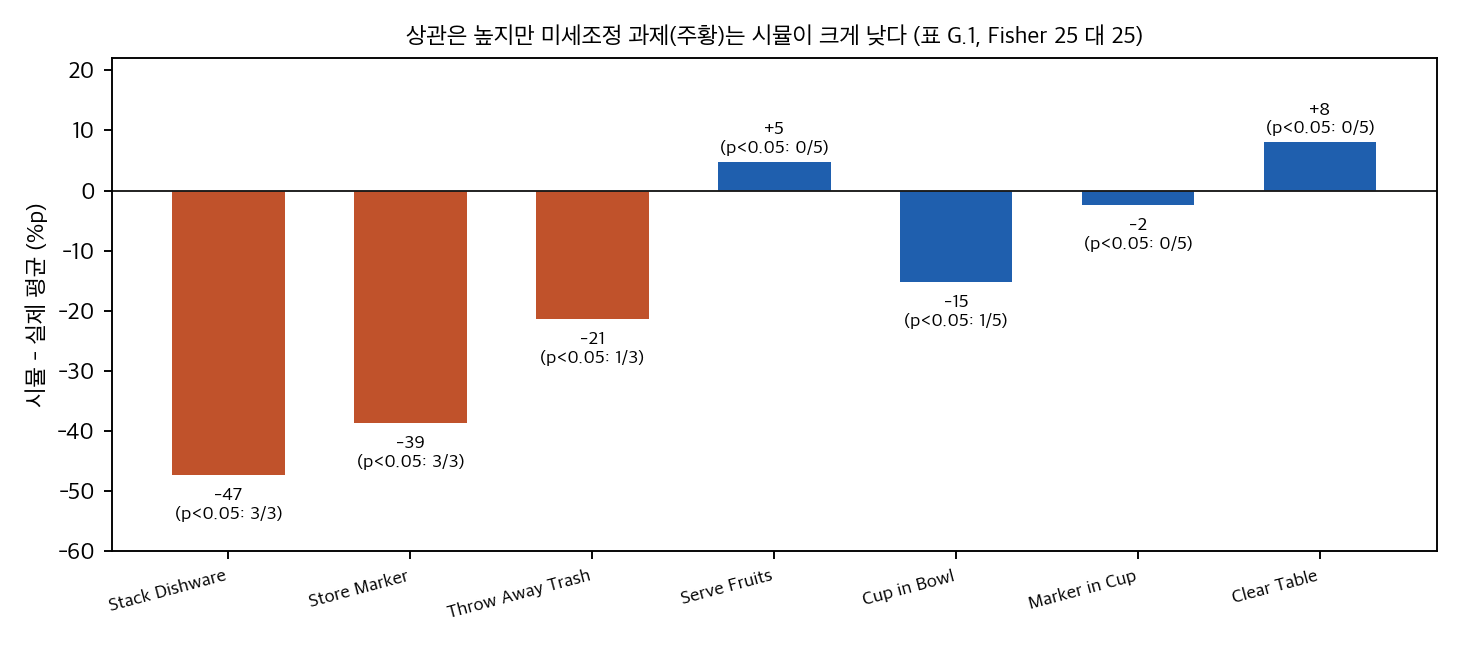 상관은 높지만 미세조정 과제(주황)는 시뮬이 크게 낮다 (표 G.1, Fisher 25 대 25)
시뮬 - 실제 평균 (%p)
20
10
0
-10
-20
-30
-40
-50
-60
-47
(p<0.05: 3/3)
-39
(p<0.05: 3/3)
-21
(p<0.05: 1/3)
+5
(p<0.05: 0/5)
-15
(p<0.05: 1/5)
-2
(p<0.05: 0/5)
+8
(p<0.05: 0/5)
Stack Dishware
Store Marker
Throw Away Trash
Serve Fruits
Cup in Bowl
Marker in Cup
Clear Table